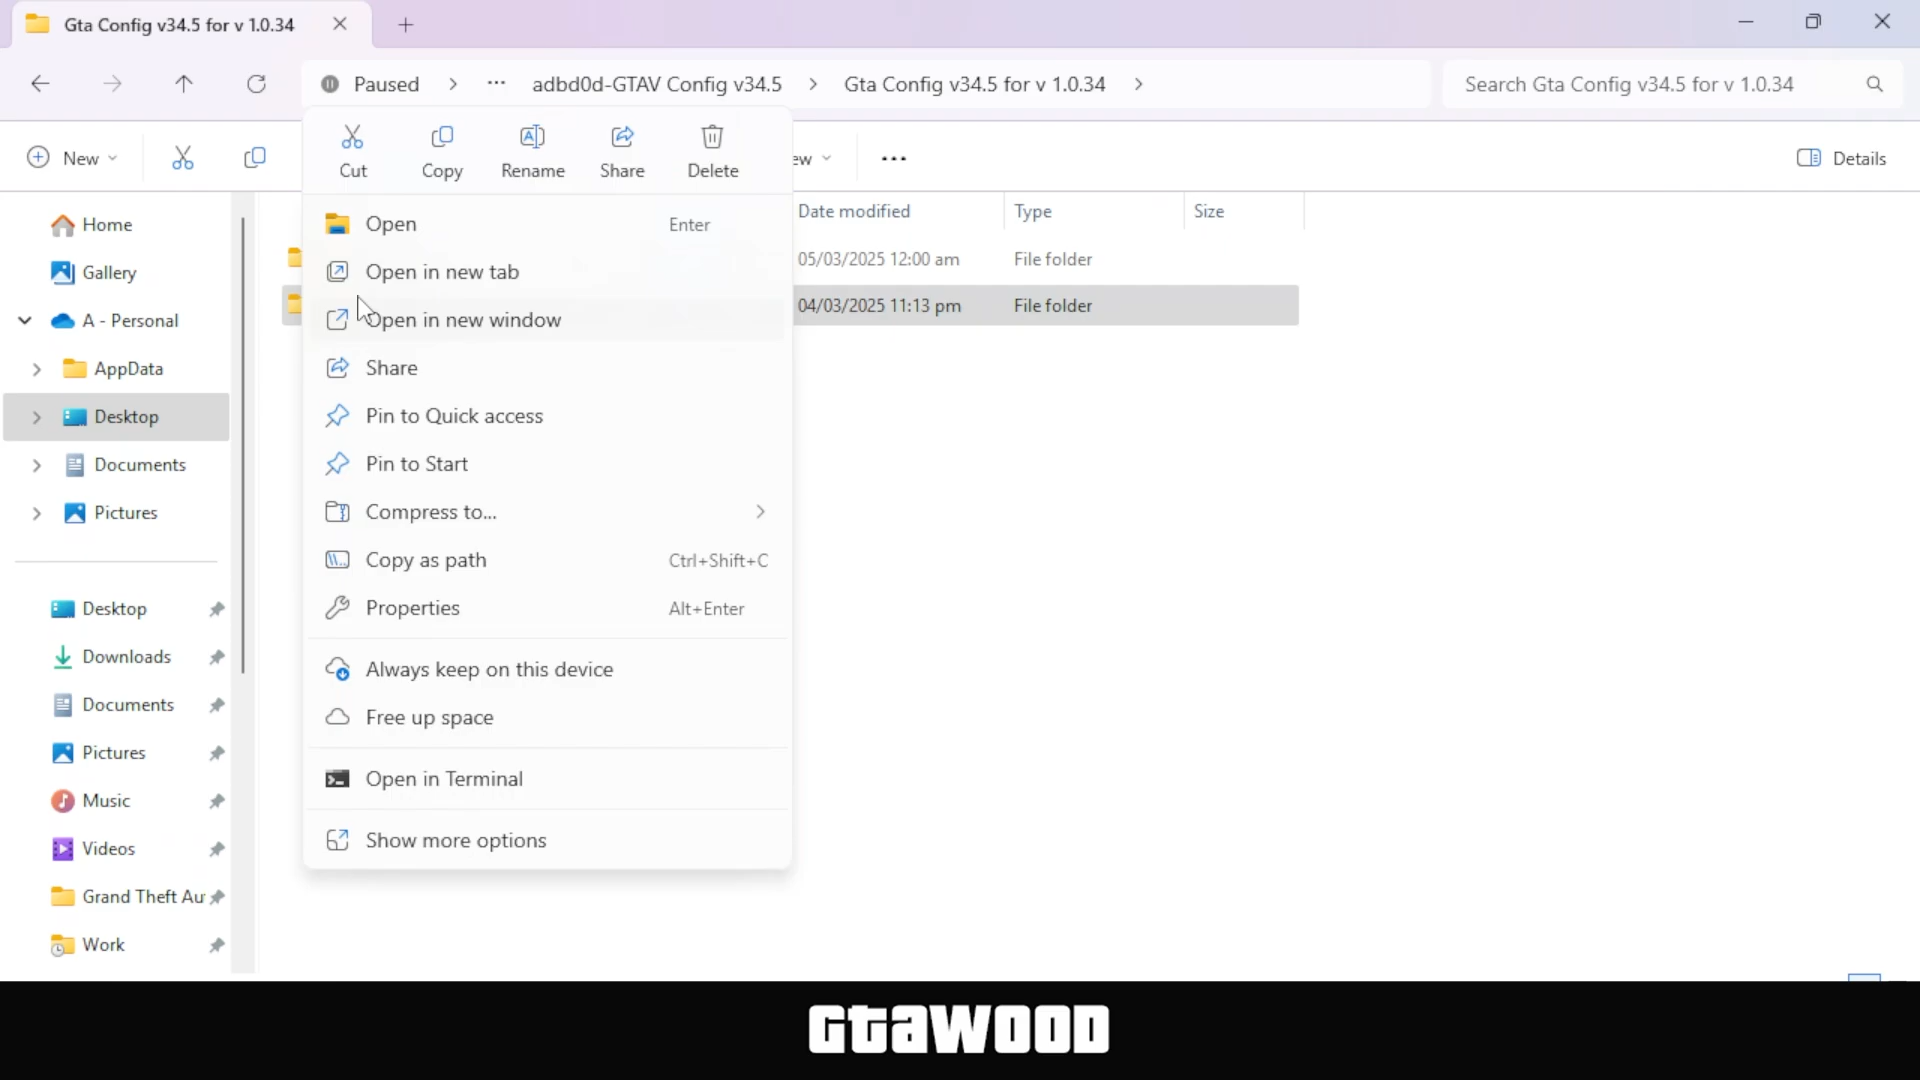 Gta Config v34.5 for v 1.0.34
Paused > ... adbd0d-GTAV Config v34.5 > Gta Config v34.5 for v 1.0.34 >
Search Gta Config v34.5 for v 1.0.34
New
Cut
Copy
Rename
Share
Delete
ew
...
Details
Home
Gallery
A - Personal
AppData
Desktop
Documents
Pictures
Desktop
Downloads
Documents
Pictures
Music
Videos
Grand Theft Au
Work
Open Enter
Open in new tab
Open in new window
Share
Pin to Quick access
Pin to Start
Compress to...
Copy as path Ctrl+Shift+C
Properties Alt+Enter
Always keep on this device
Free up space
Open in Terminal
Show more options
Date modified Type Size
05/03/2025 12:00 am File folder
04/03/2025 11:13 pm File folder
GtaWOOD